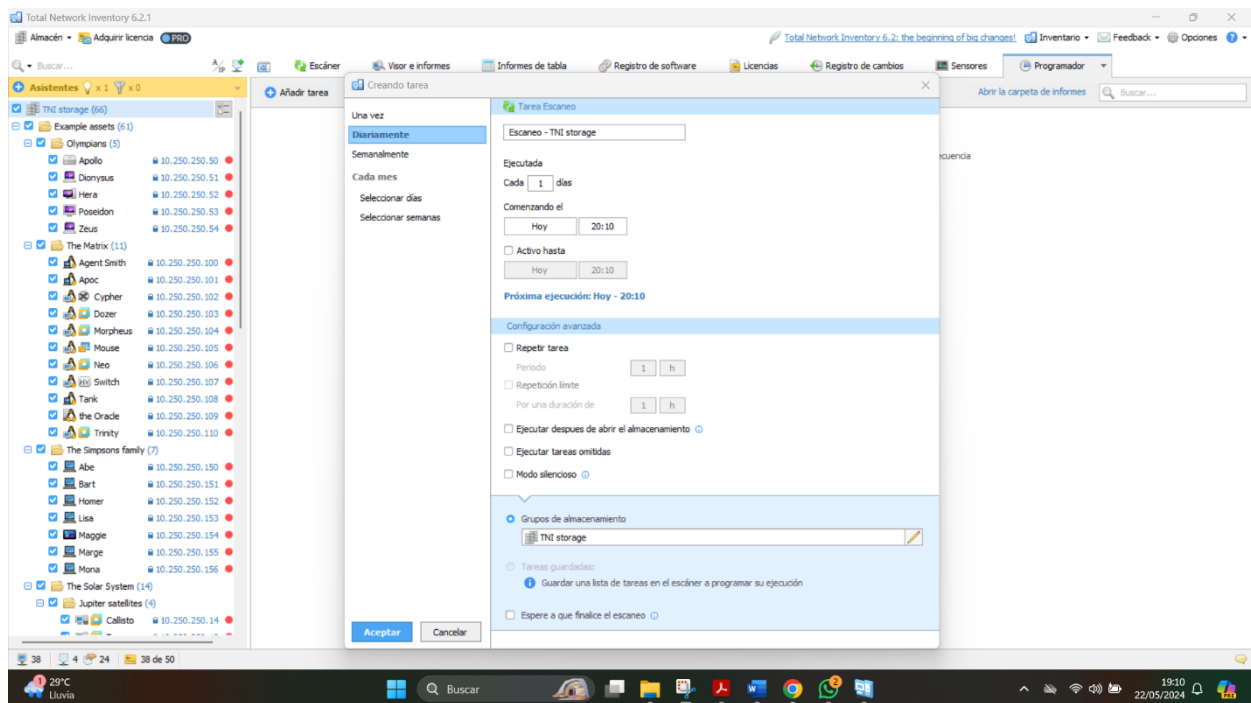 Total Network Inventory 6.2.1
Almacén Adquirir licencia PRO
Total Network Inventory 6.2: the beginning of big changes! Inventario Feedback Opciones
Buscar...
Escáner Visor e informes Informes de tabla Registro de software Licencias Registro de cambios Sensores Programador
Asistentes x 1 x 0
Añadir tarea
Abrir la carpeta de informes Buscar...
TNI storage (66)
Example assets (61)
Olympians (5)
Apollo 10.250.250.50
Dionysus 10.250.250.51
Hera 10.250.250.52
Poseidon 10.250.250.53
Zeus 10.250.250.54
The Matrix (11)
Agent Smith 10.250.250.100
Apoc 10.250.250.101
Cypher 10.250.250.102
Dozer 10.250.250.103
Morpheus 10.250.250.104
Mouse 10.250.250.105
Neo 10.250.250.106
Switch 10.250.250.107
Tank 10.250.250.108
the Oracle 10.250.250.109
Trinity 10.250.250.110
The Simpsons family (7)
Abe 10.250.250.150
Bart 10.250.250.151
Homer 10.250.250.152
Lisa 10.250.250.153
Maggie 10.250.250.154
Marge 10.250.250.155
Mona 10.250.250.156
The Solar System (14)
Jupiter satellites (4)
Callisto 10.250.250.14
Creando tarea
Una vez
Diariamente
Semanalmente
Cada mes
Seleccionar días
Seleccionar semanas
Aceptar Cancelar
Tarea Escaneo
Escaneo - TNI storage
Ejecutada
Cada 1 días
Comenzando el
Hoy 20:10
Activo hasta
Hoy 20:10
Próxima ejecución: Hoy - 20:10
Configuración avanzada
Repetir tarea
Periodo 1 h
Repetición límite
Por una duración de 1 h
Ejecutar despues de abrir el almacenamiento
Ejecutar tareas omitidas
Modo silencioso
Grupos de almacenamiento
TNI storage
Tareas guardadas:
Guardar una lista de tareas en el escáner a programar su ejecución
Espere a que finalice el escaneo
38 4 24 38 de 50
1 29°C
Lluvia
Buscar
2
19:10
22/05/2024